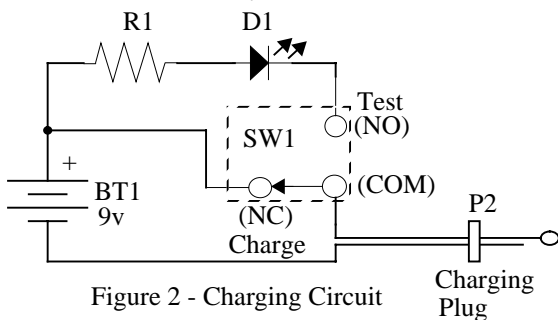 R1
D1
Test
(NO)
SW1
+
BT1
9v
(NC)
(COM)
Charge
P2
Charging
Plug
Figure 2 - Charging Circuit